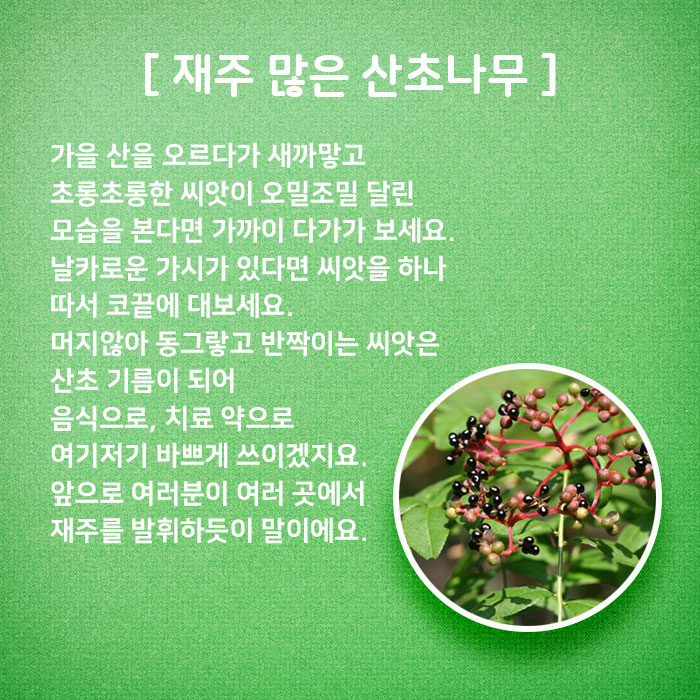 [ 재주 많은 산초나무 ]
가을 산을 오르다가 새까맣고
초롱초롱한 씨앗이 오밀조밀 달린
모습을 본다면 가까이 다가가 보세요.
날카로운 가시가 있다면 씨앗을 하나
따서 코끝에 대보세요.
머지않아 동그랗고 반짝이는 씨앗은
산초 기름이 되어
음식으로, 치료 약으로
여기저기 바쁘게 쓰이겠지요.
앞으로 여러분이 여러 곳에서
재주를 발휘하듯이 말이에요.